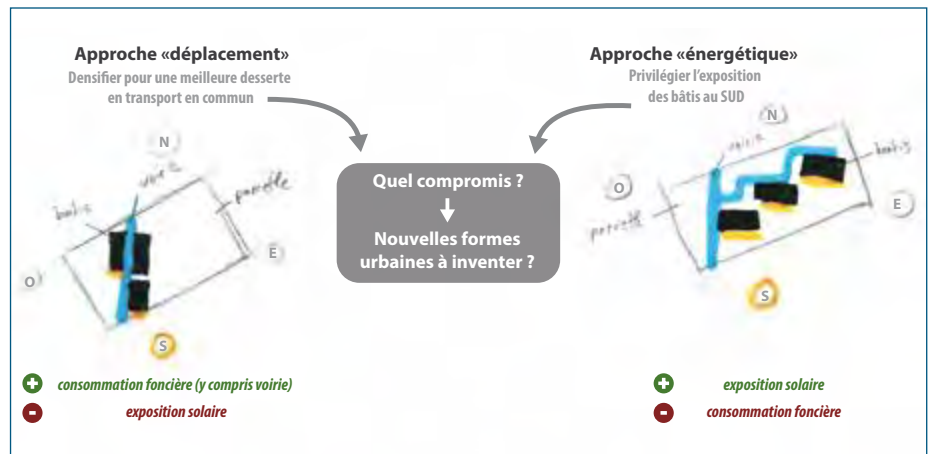 Approche «déplacement»
Densifier pour une meilleure desserte
en transport en commun
N
voirie
parcelle
batis
O
E
S
+ consommation foncière (y compris voirie)
- exposition solaire
Quel compromis ?
Nouvelles formes
urbaines à inventer ?
Approche «énergétique»
Privilégier l'exposition
des bâtis au SUD
N
voirie
batis
O
E
parcelle
S
+ exposition solaire
- consommation foncière